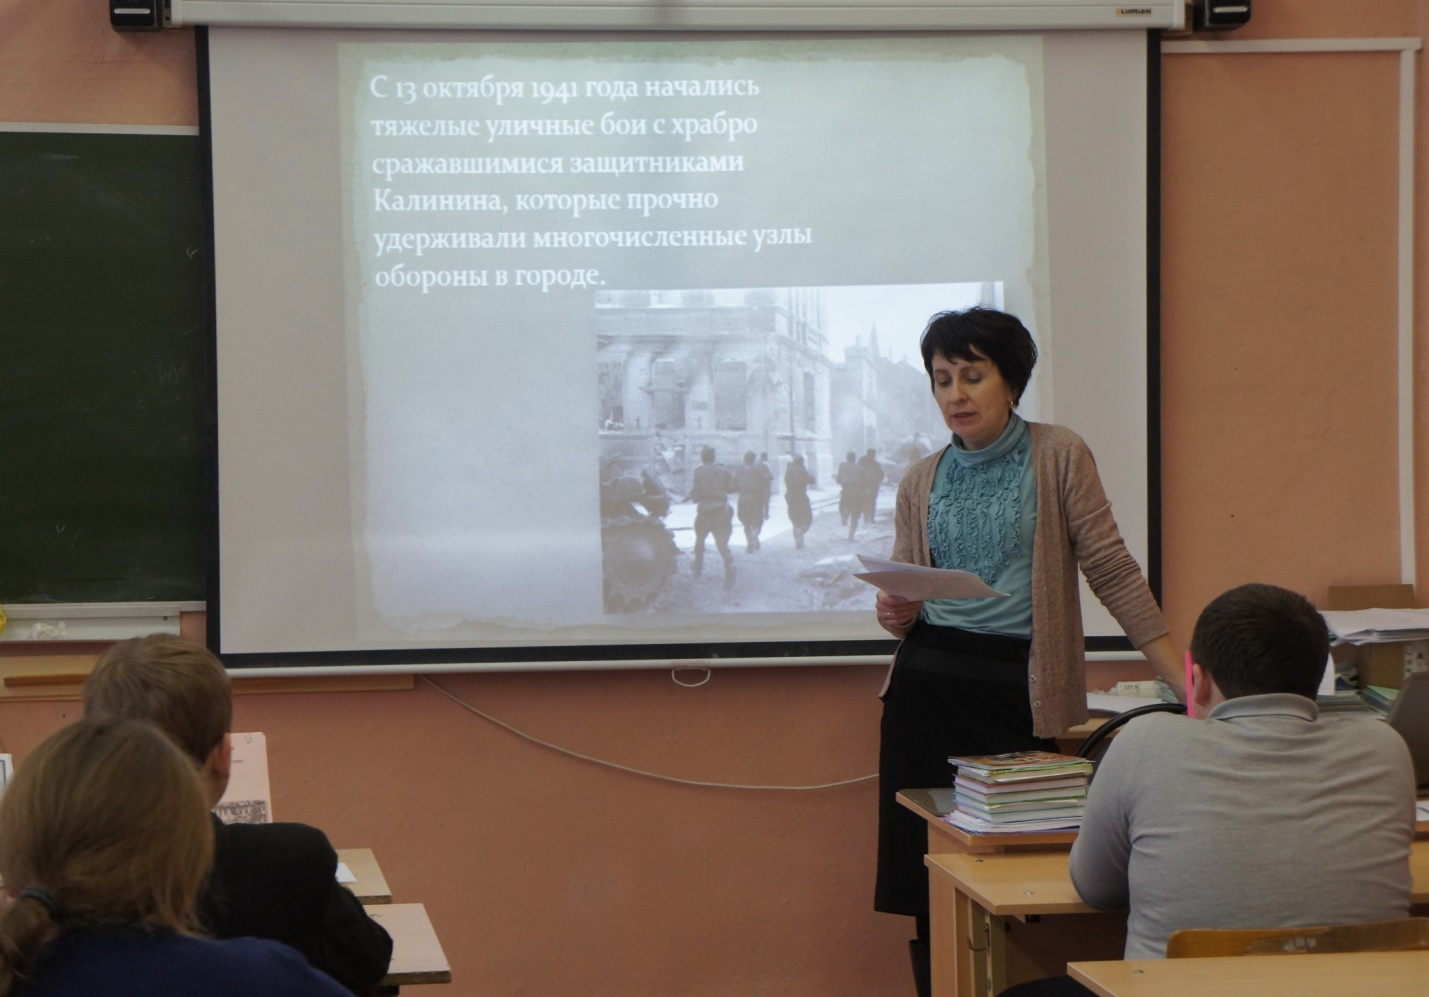 LUMIEN
С 13 октября 1941 года начались
тяжелые уличные бои с храбро
сражавшимися защитниками
Калинина, которые прочно
удерживали многочисленные узлы
обороны в городе.